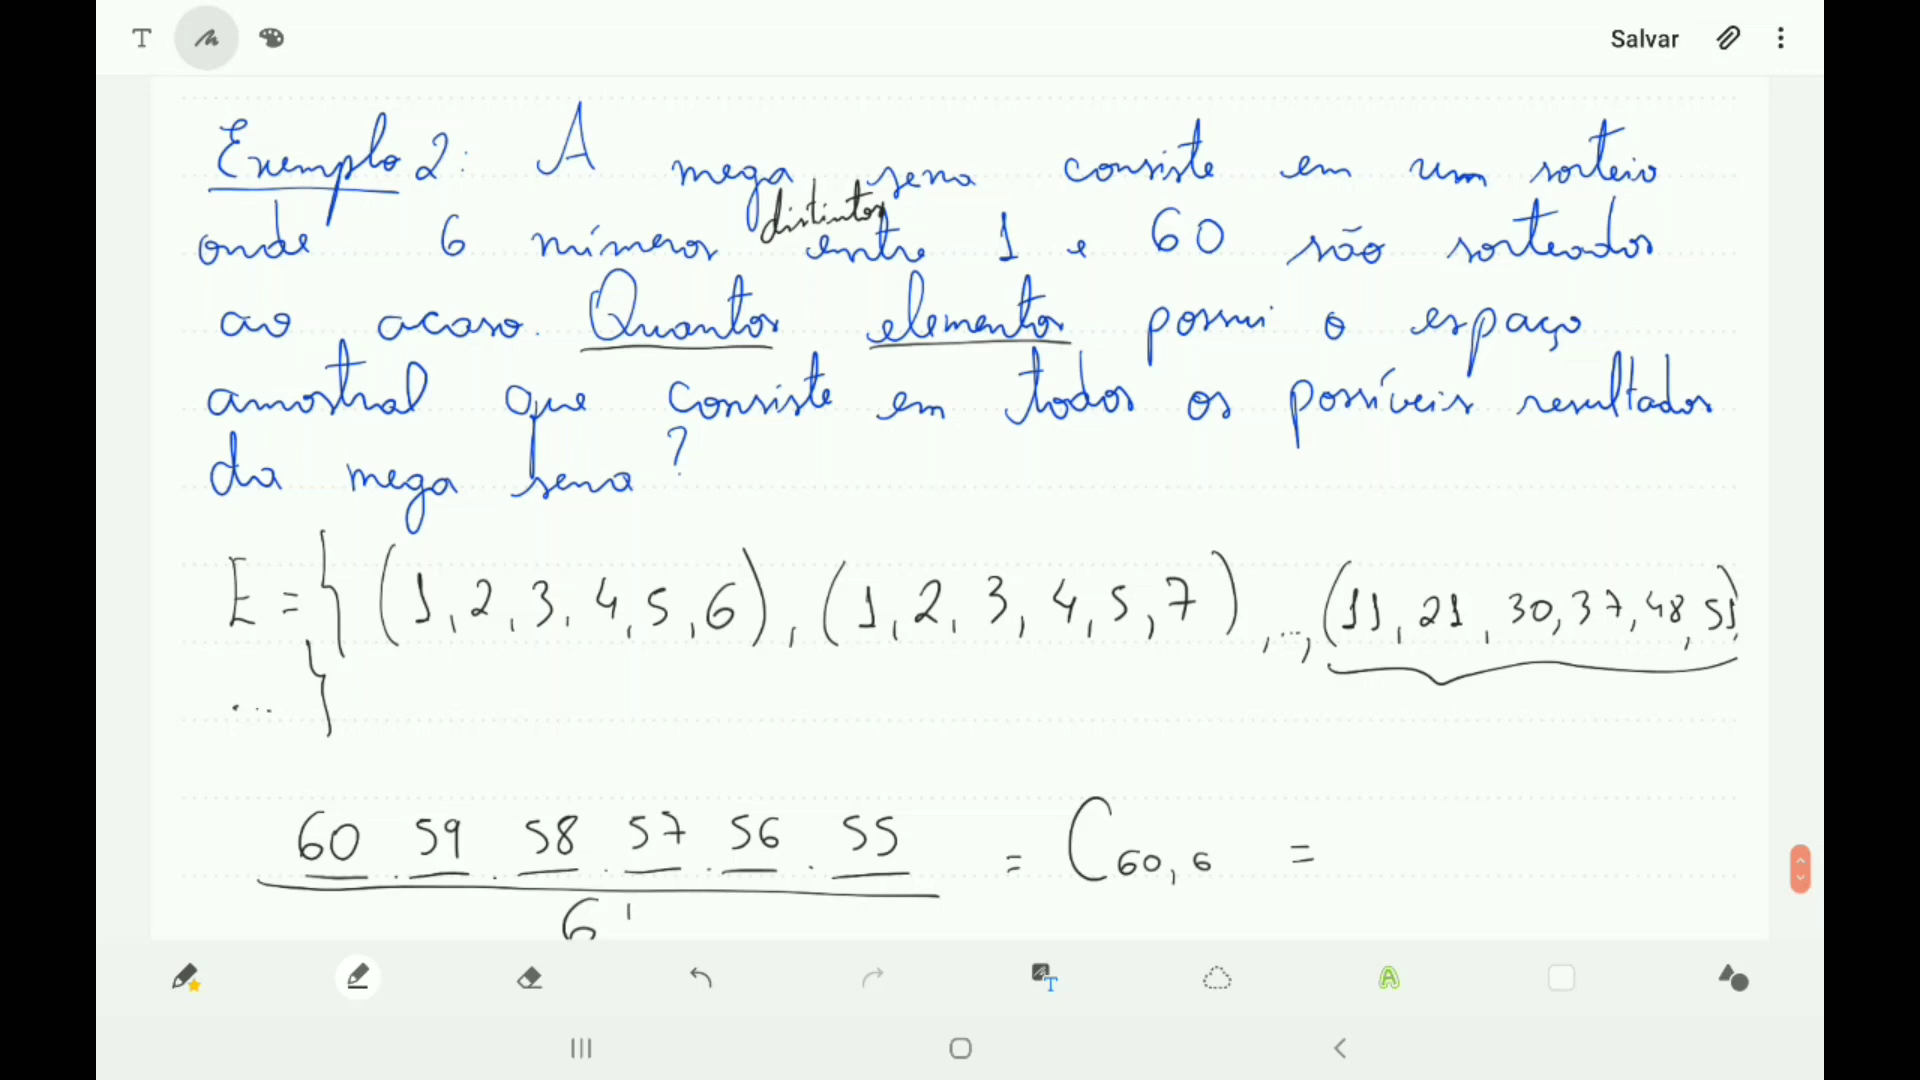 Salvar
Exemplo 2: A mega sena consiste em um sorteio
distintos
onde 6 números entre 1 e 60 são sorteados
ao acaso. Quantos elementos possui o espaço
amostral que consiste em todos os possíveis resultados
da mega sena?
E = { (1, 2, 3, 4, 5, 6), (1, 2, 3, 4, 5, 7), ..., (11, 21, 30, 37, 48, 51)
... }
60 . 59 . 58 . 57 . 56 . 55 = C60,6 =
6!